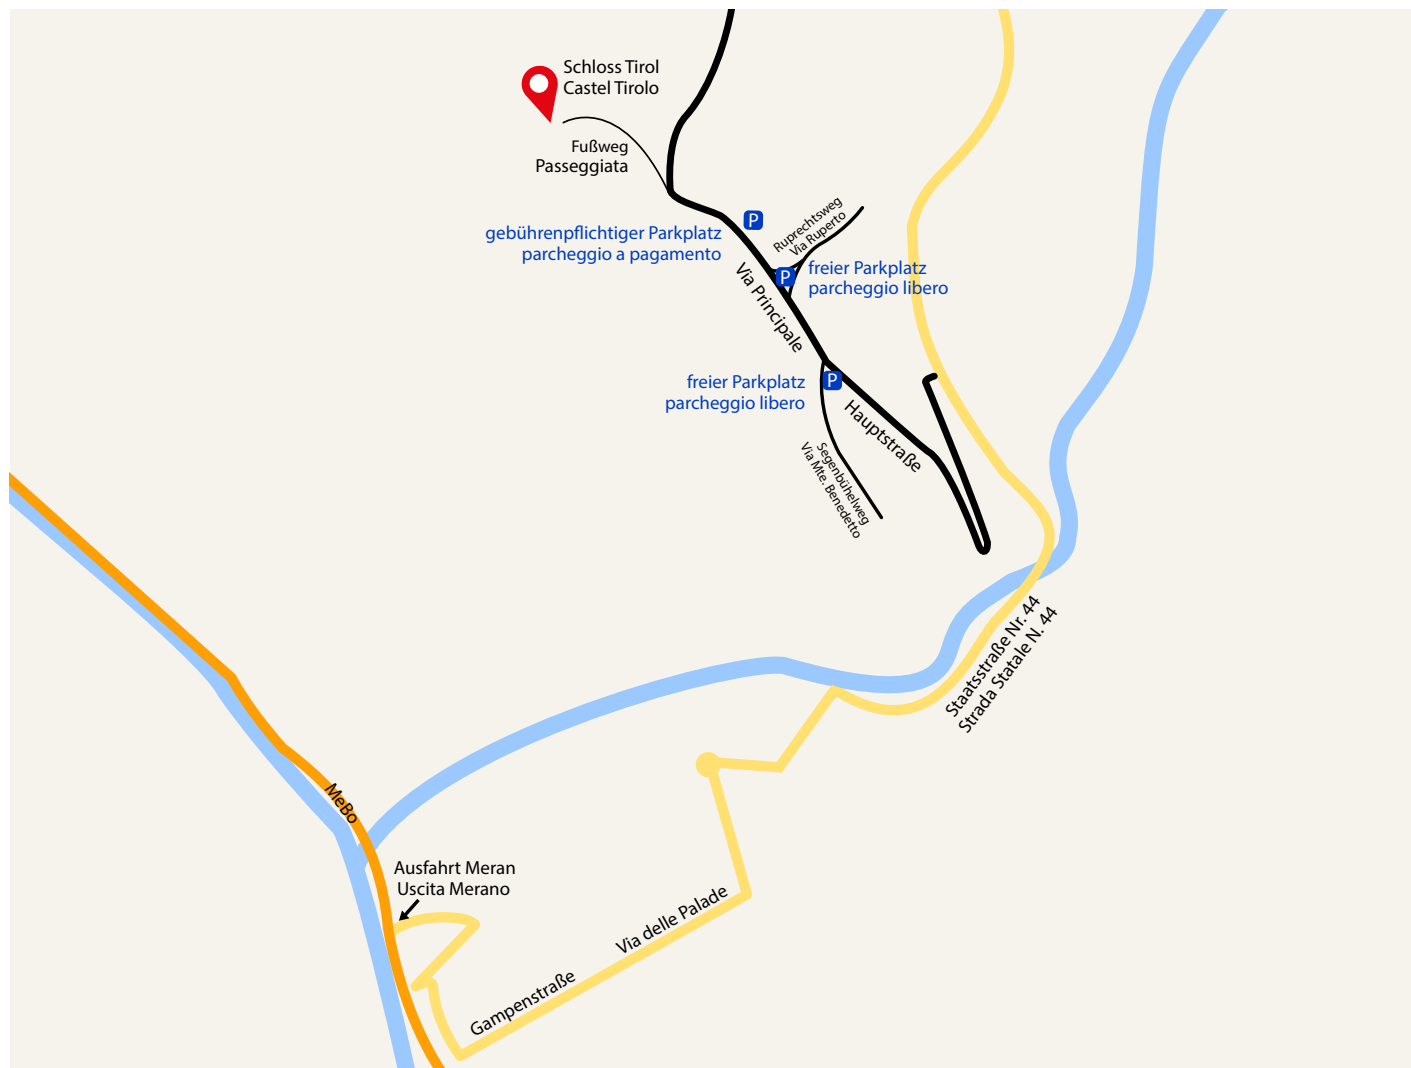 Schloss Tirol
Castel Tirolo
Fußweg
Passeggiata
P
gebührenpflichtiger Parkplatz
parcheggio a pagamento
Ruprechtsweg
Via Ruperto
P
freier Parkplatz
parcheggio libero
Via Principale
P
freier Parkplatz
parcheggio libero
Hauptstraße
Segenbühelweg
Via Mte. Benedetto
Staatsstraße Nr. 44
Strada Statale N. 44
MeBo
Ausfahrt Meran
Uscita Merano
Via delle Palade
Gampenstraße